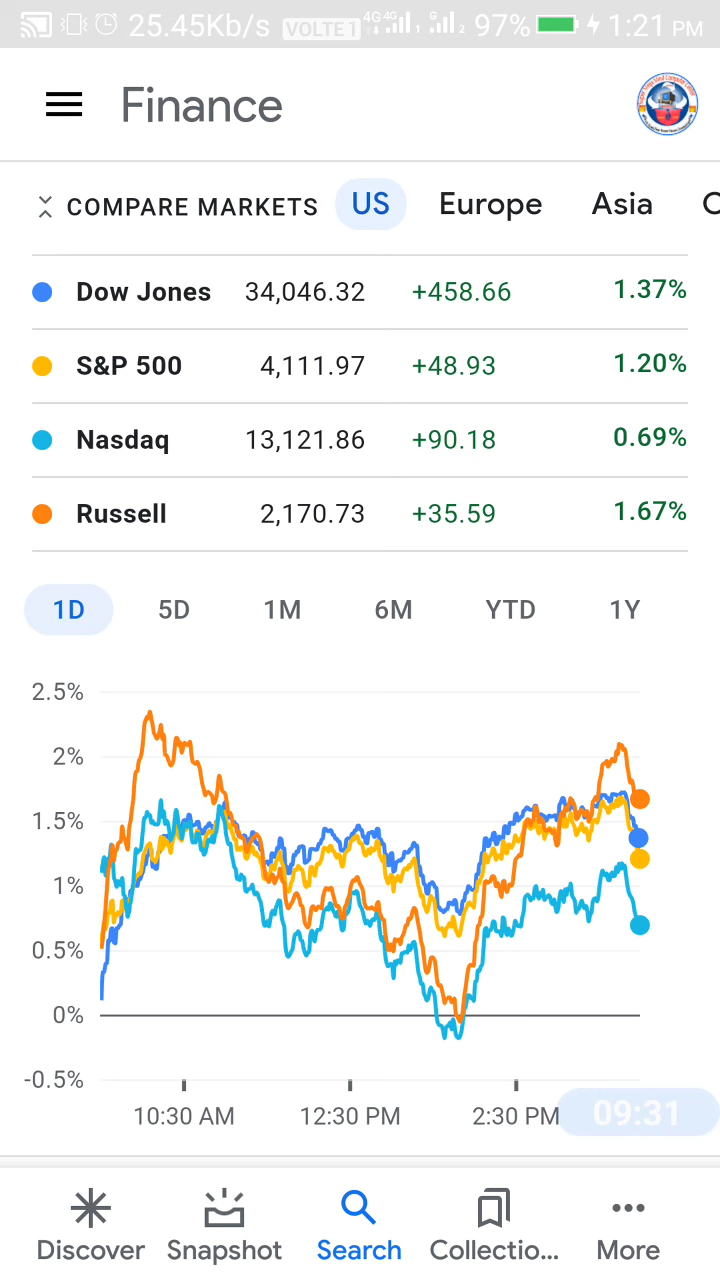 25.45Kb/s VOLTE 1 4G 4G 1 G 2 97% 1:21 PM
Finance
COMPARE MARKETS US Europe Asia
Dow Jones 34,046.32 +458.66 1.37%
S&P 500 4,111.97 +48.93 1.20%
Nasdaq 13,121.86 +90.18 0.69%
Russell 2,170.73 +35.59 1.67%
1D 5D 1M 6M YTD 1Y
2.5%
2%
1.5%
1%
0.5%
0%
-0.5%
10:30 AM 12:30 PM 2:30 PM 09:31
Discover Snapshot Search Collectio... More